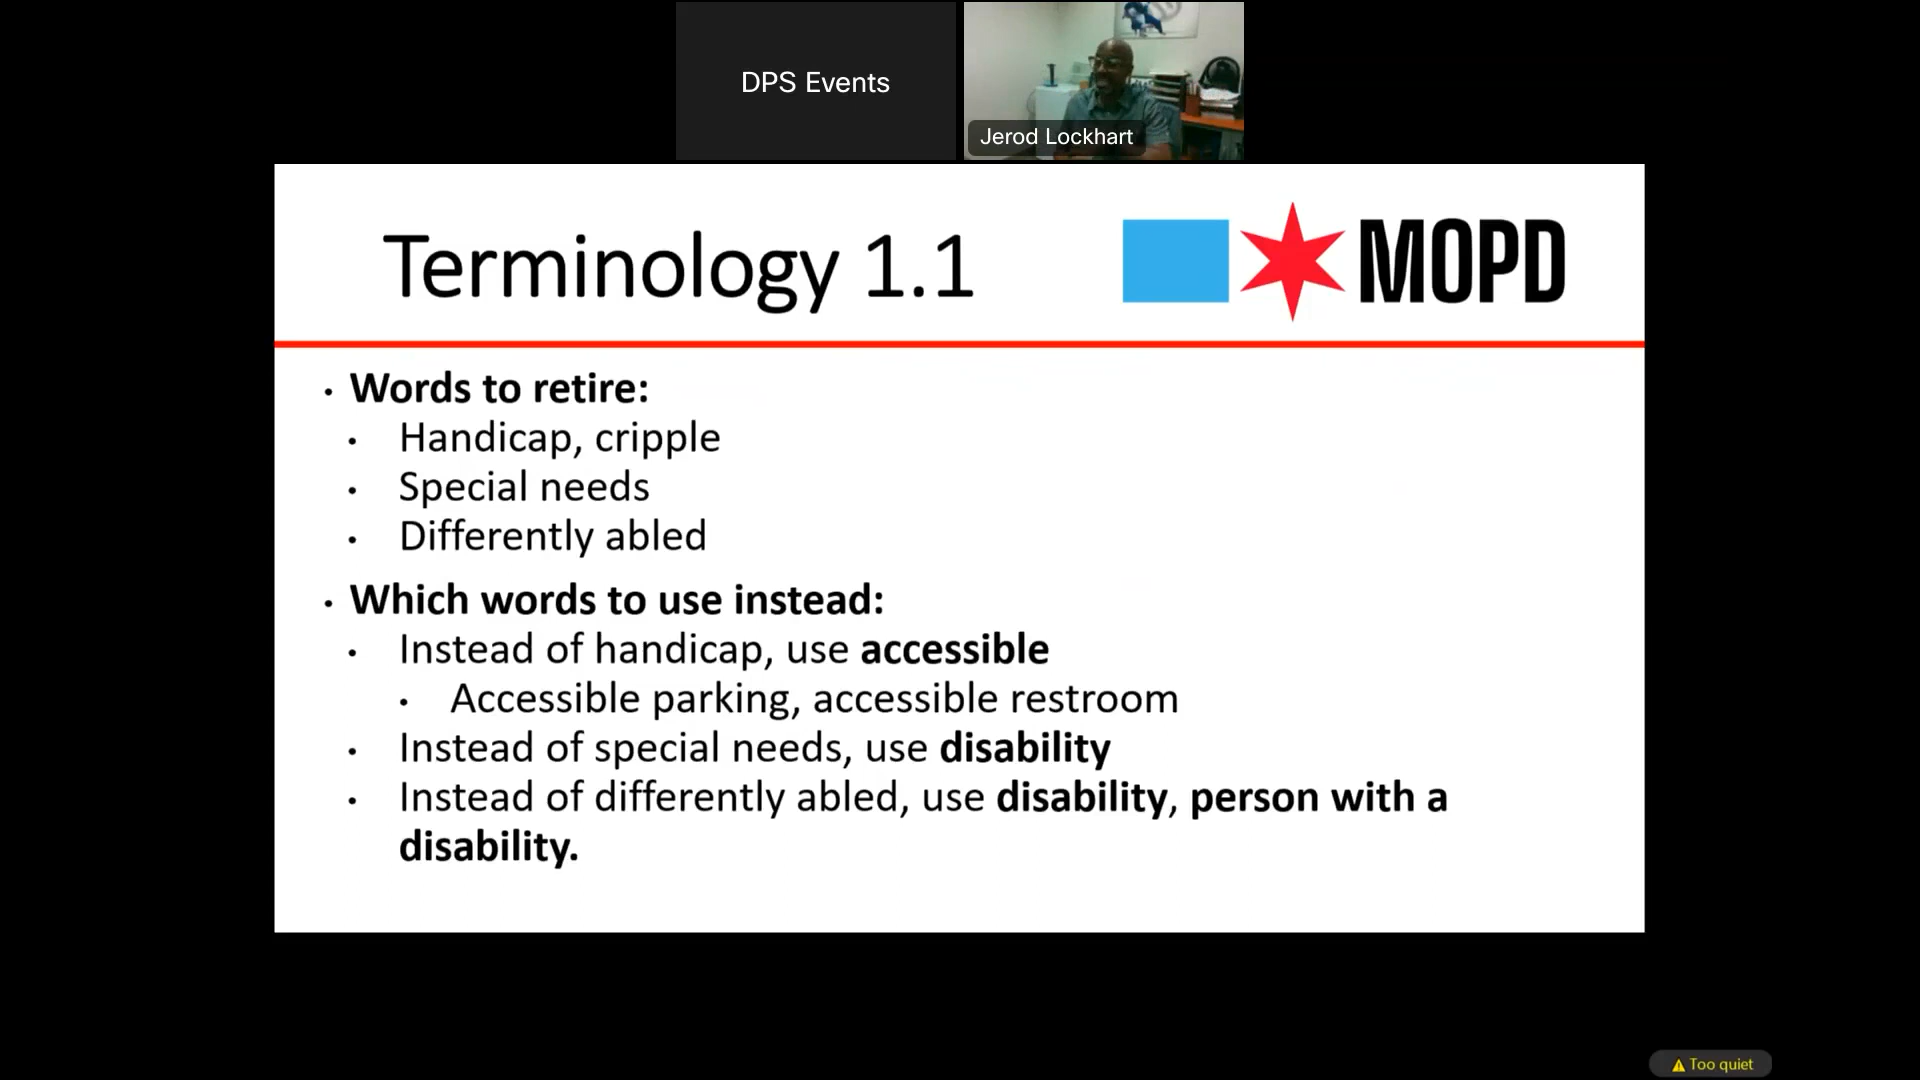 DPS Events
Jerod Lockhart
Terminology 1.1
MOPD
• Words to retire:
• Handicap, cripple
• Special needs
• Differently abled
• Which words to use instead:
• Instead of handicap, use accessible
• Accessible parking, accessible restroom
• Instead of special needs, use disability
• Instead of differently abled, use disability, person with a
disability.
Too quiet